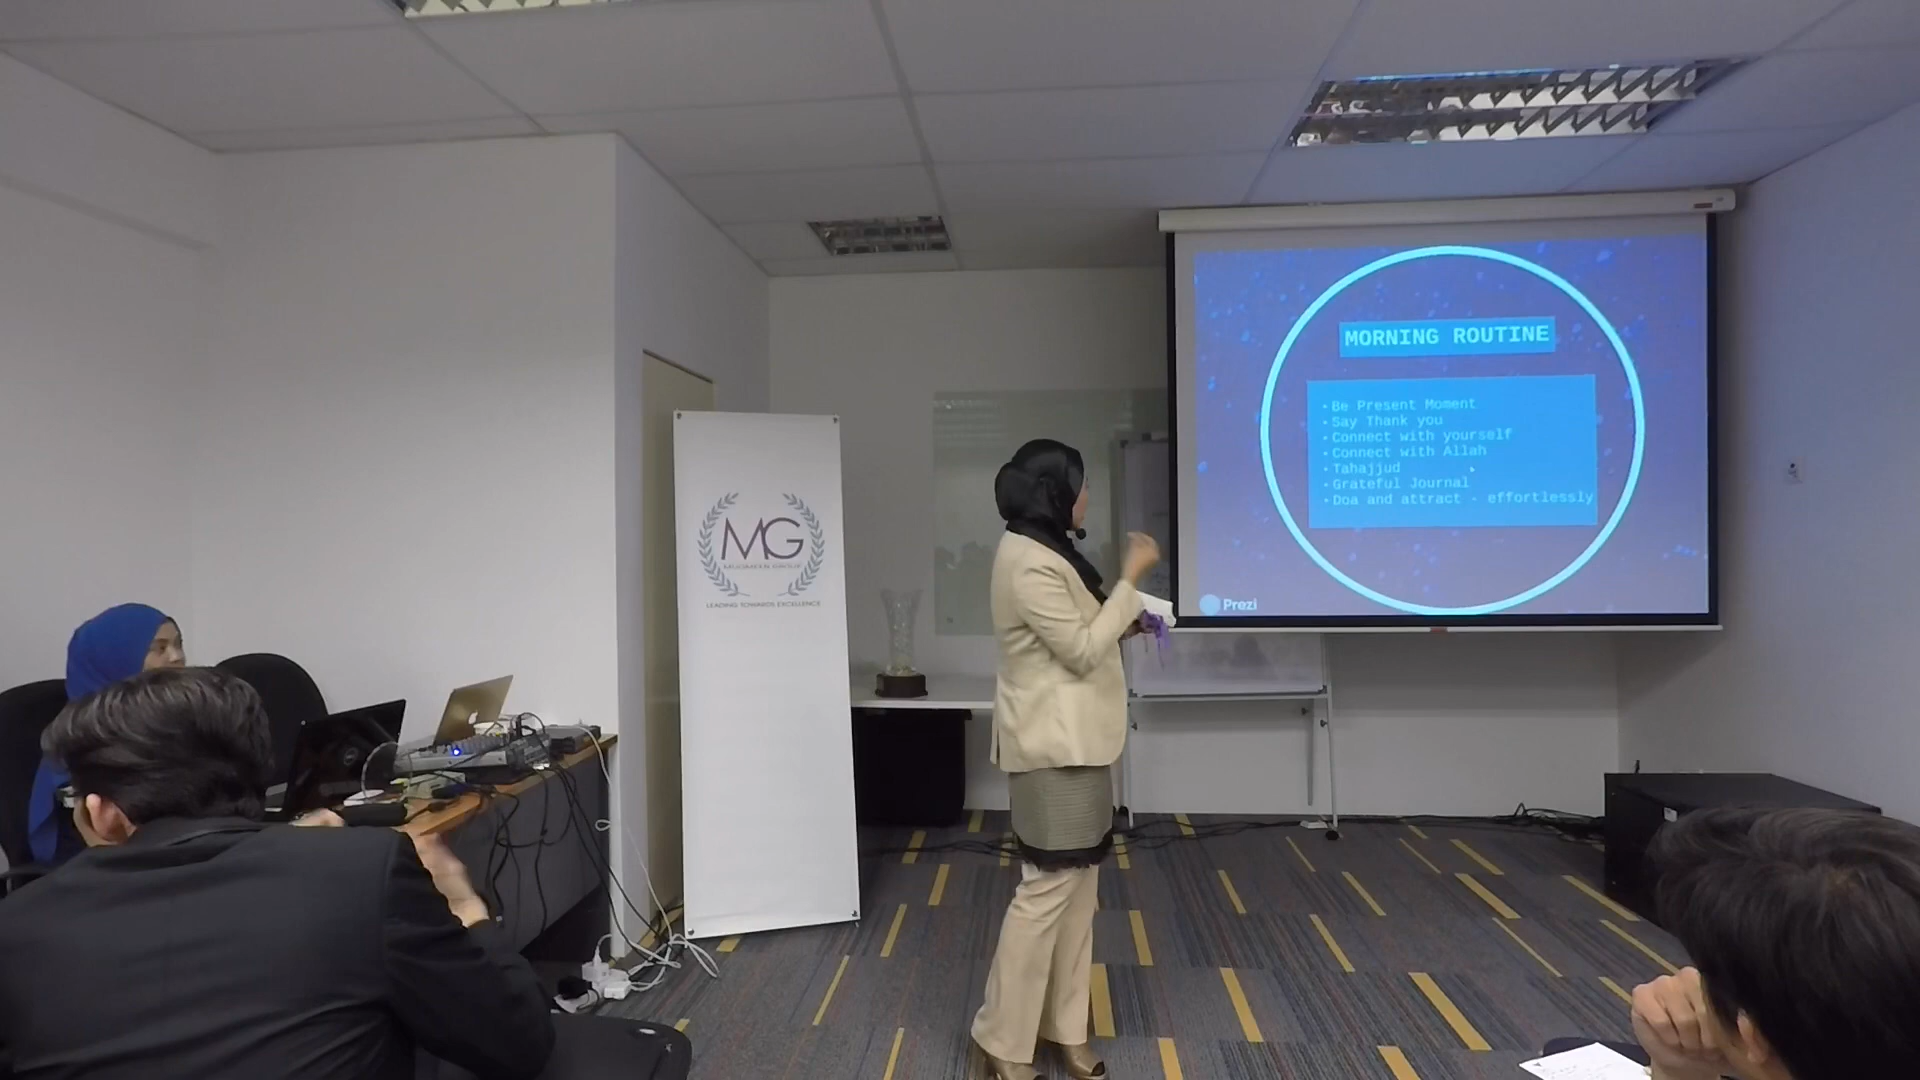 MG
LEADING TOWARDS EXCELLENCE
MORNING ROUTINE
• Be Present Moment
• Say Thank you
• Connect with yourself
• Connect with Allah
• Tahajjud
• Grateful Journal
• Doa and attract - effortlessly
Prezi